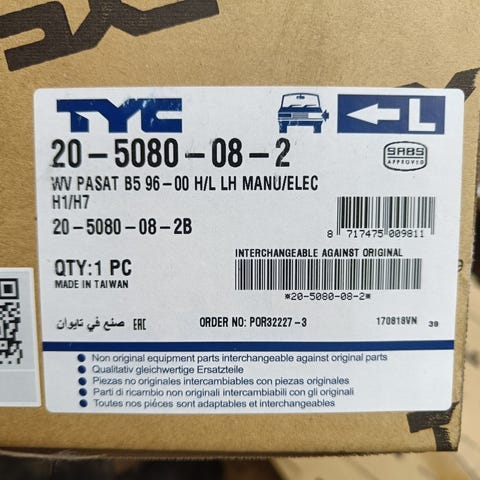 TYC
L
20-5080-08-2
SABS
APPROVED
WV PASAT B5 96-00 H/L LH MANU/ELEC
H1/H7
20-5080-08-2B
8 717475 009811
INTERCHANGEABLE AGAINST ORIGINAL
QTY:1 PC
MADE IN TAIWAN
*20-5080-08-2*
صنع في تايوان EAC ORDER NO: POR32227-3 170818VN 39
• Non original equipment parts interchangeable against original parts
• Qualitativ gleichwertige Ersatzteile
• Piezas no originales intercambiables con piezas originales
• Parti di ricambio non originali intercambiabili con gli originali
• Toutes nos piéces sont adaptables et interchangeables